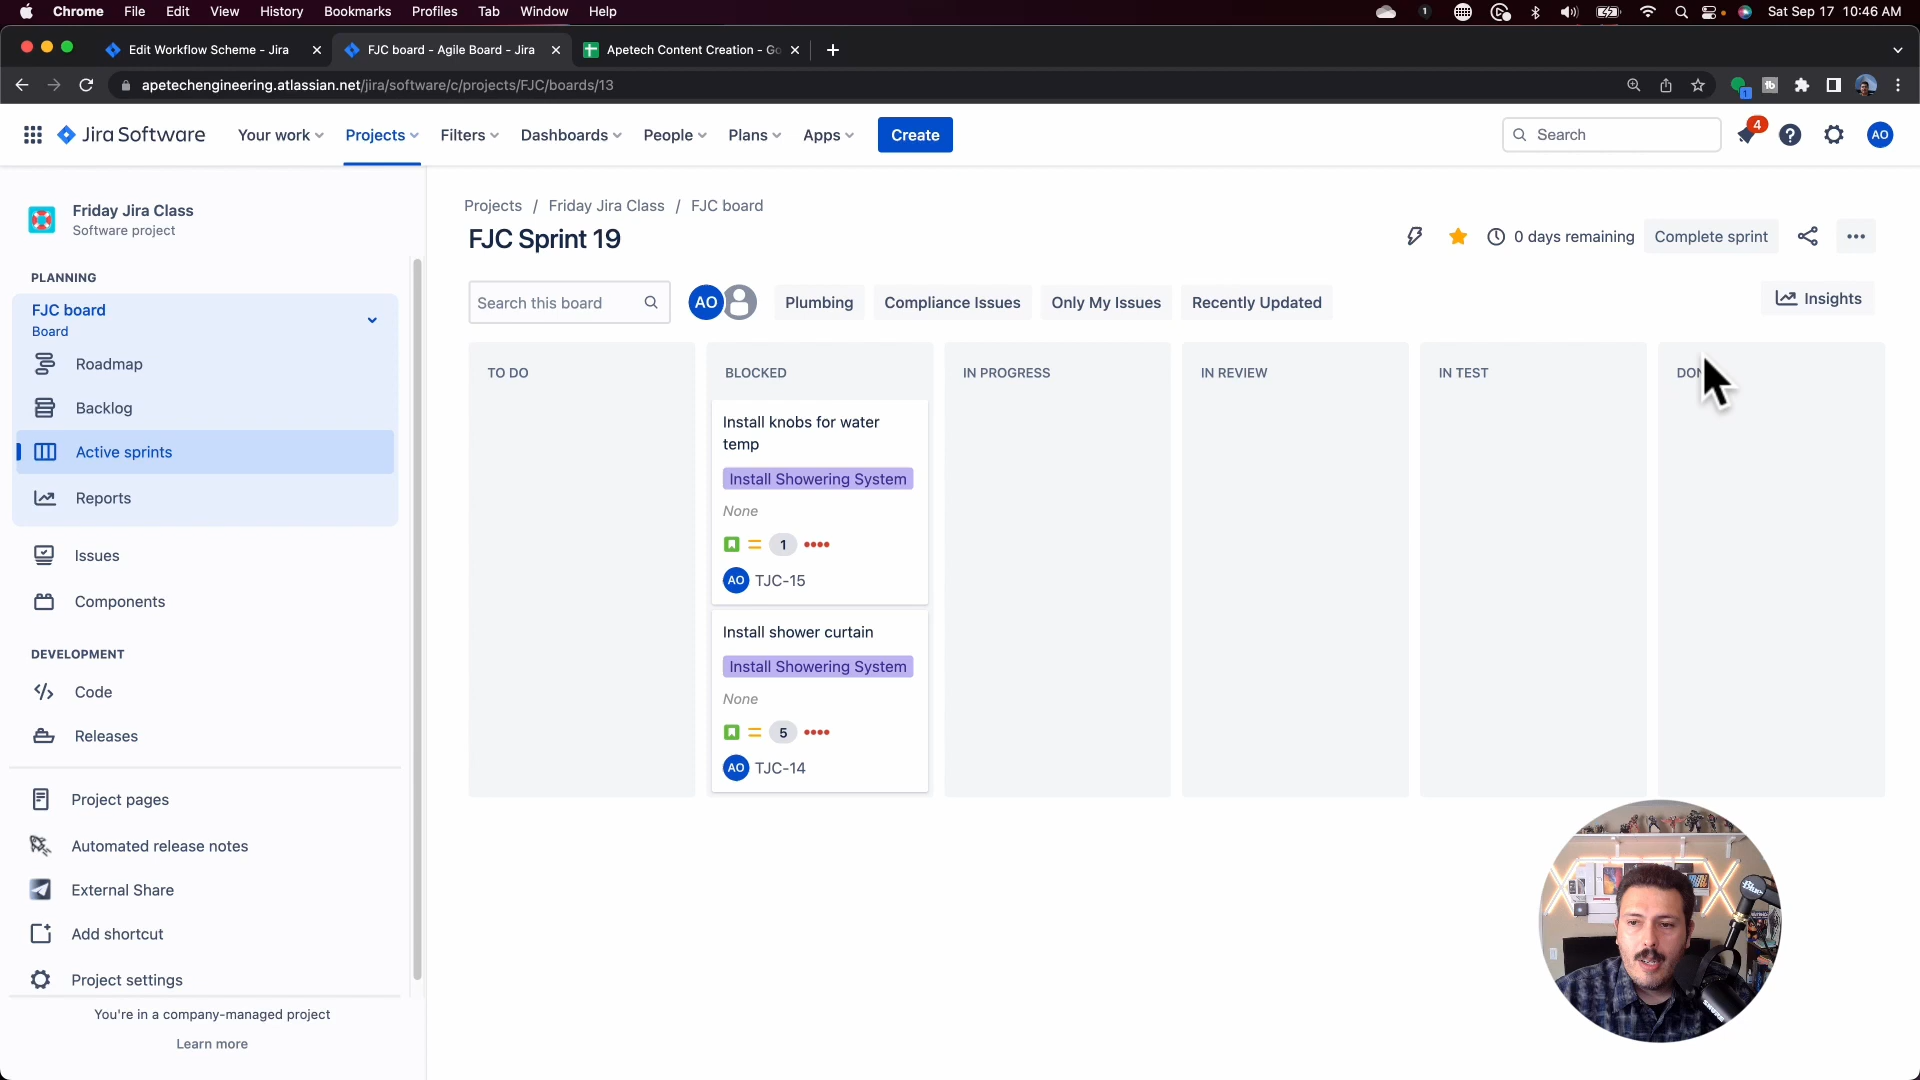 Chrome File Edit View History Bookmarks Profiles Tab Window Help
1
Sat Sep 17 10:46 AM
Edit Workflow Scheme - Jira
FJC board - Agile Board - Jira
Apetech Content Creation - Go
apetechengineering.atlassian.net/jira/software/c/projects/FJC/boards/13
tb
1
Jira Software
Your work Projects Filters Dashboards People Plans Apps Create
Search
4
AO
Friday Jira Class
Software project
PLANNING
FJC board
Board
Roadmap
Backlog
Active sprints
Reports
Issues
Components
DEVELOPMENT
Code
Releases
Project pages
Automated release notes
External Share
Add shortcut
Project settings
You're in a company-managed project
Learn more
Projects / Friday Jira Class / FJC board
FJC Sprint 19
0 days remaining
Complete sprint
Search this board
AO
Plumbing
Compliance Issues
Only My Issues
Recently Updated
Insights
TO DO
BLOCKED
IN PROGRESS
IN REVIEW
IN TEST
DON
Install knobs for water
temp
Install Showering System
None
1
AO TJC-15
Install shower curtain
Install Showering System
None
5
AO TJC-14
Blue
SHURE